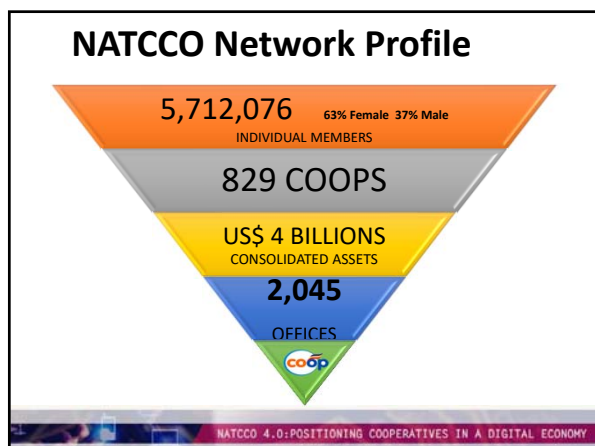 NATCCO Network Profile
5,712,076 63% Female 37% Male
INDIVIDUAL MEMBERS
829 COOPS
US$ 4 BILLIONS
CONSOLIDATED ASSETS
2,045
OFFICES
coop
NATCCO 4.0:POSITIONING COOPERATIVES IN A DIGITAL ECONOMY